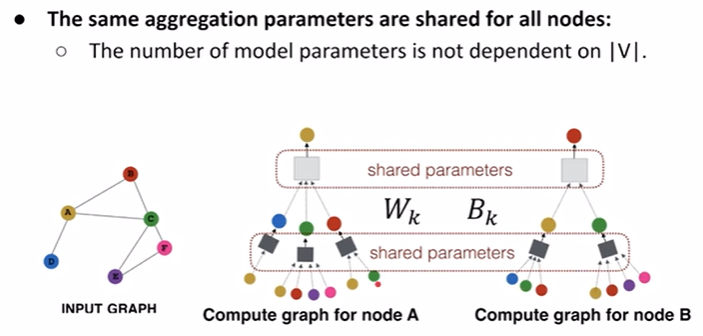 The same aggregation parameters are shared for all nodes:
The number of model parameters is not dependent on |V|.
shared parameters
W_k B_k
shared parameters
B
A
C
F
D
E
INPUT GRAPH
Compute graph for node A
Compute graph for node B